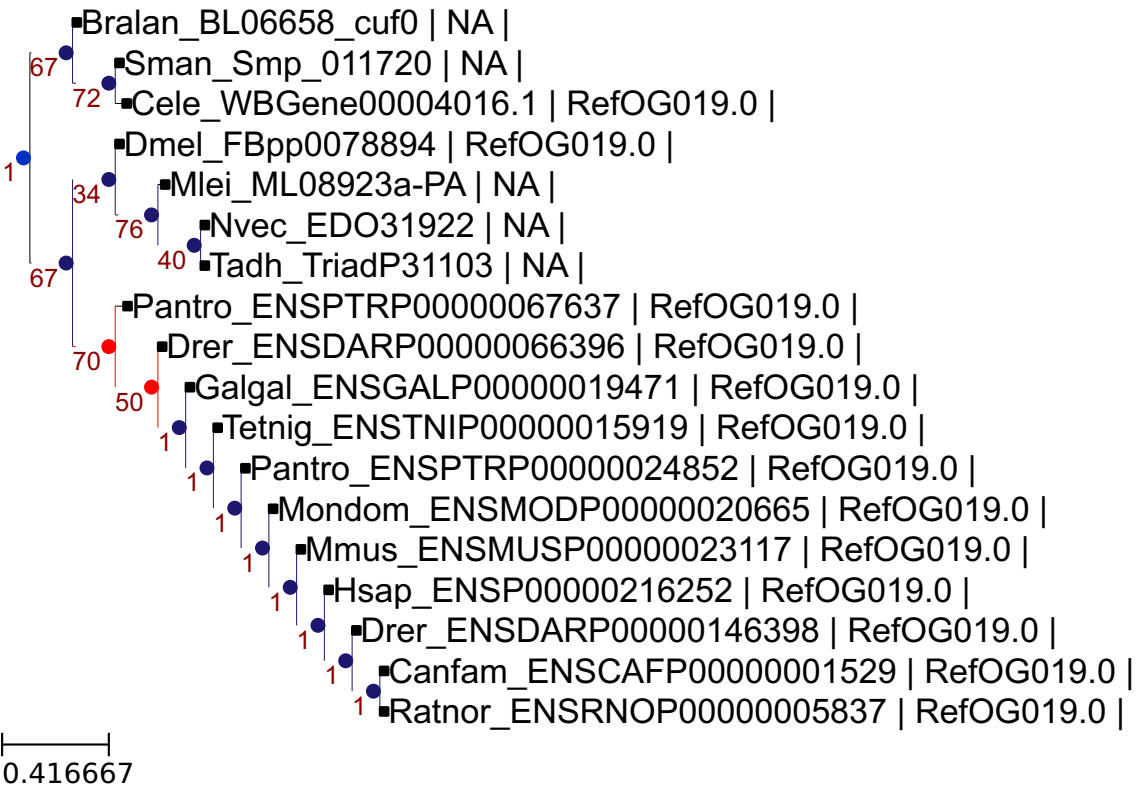 Bralan_BL06658_cuf0 | NA |
67
Sman_Smp_011720 | NA |
72
Cele_WBGene00004016.1 | RefOG019.0 |
Dmel_FBpp0078894 | RefOG019.0 |
1
34
Mlei_ML08923a-PA | NA |
76
Nvec_EDO31922 | NA |
40
Tadh_TriadP31103 | NA |
67
Pantro_ENSPTRP00000067637 | RefOG019.0 |
70
Drer_ENSDARP00000066396 | RefOG019.0 |
50
Galgal_ENSGALP00000019471 | RefOG019.0 |
1
Tetnig_ENSTNIP00000015919 | RefOG019.0 |
1
Pantro_ENSPTRP00000024852 | RefOG019.0 |
1
Mondom_ENSMODP00000020665 | RefOG019.0 |
1
Mmus_ENSMUSP00000023117 | RefOG019.0 |
1
Hsap_ENSP00000216252 | RefOG019.0 |
1
Drer_ENSDARP00000146398 | RefOG019.0 |
1
Canfam_ENSCAFP00000001529 | RefOG019.0 |
1
Ratnor_ENSRNOP00000005837 | RefOG019.0 |
0.416667